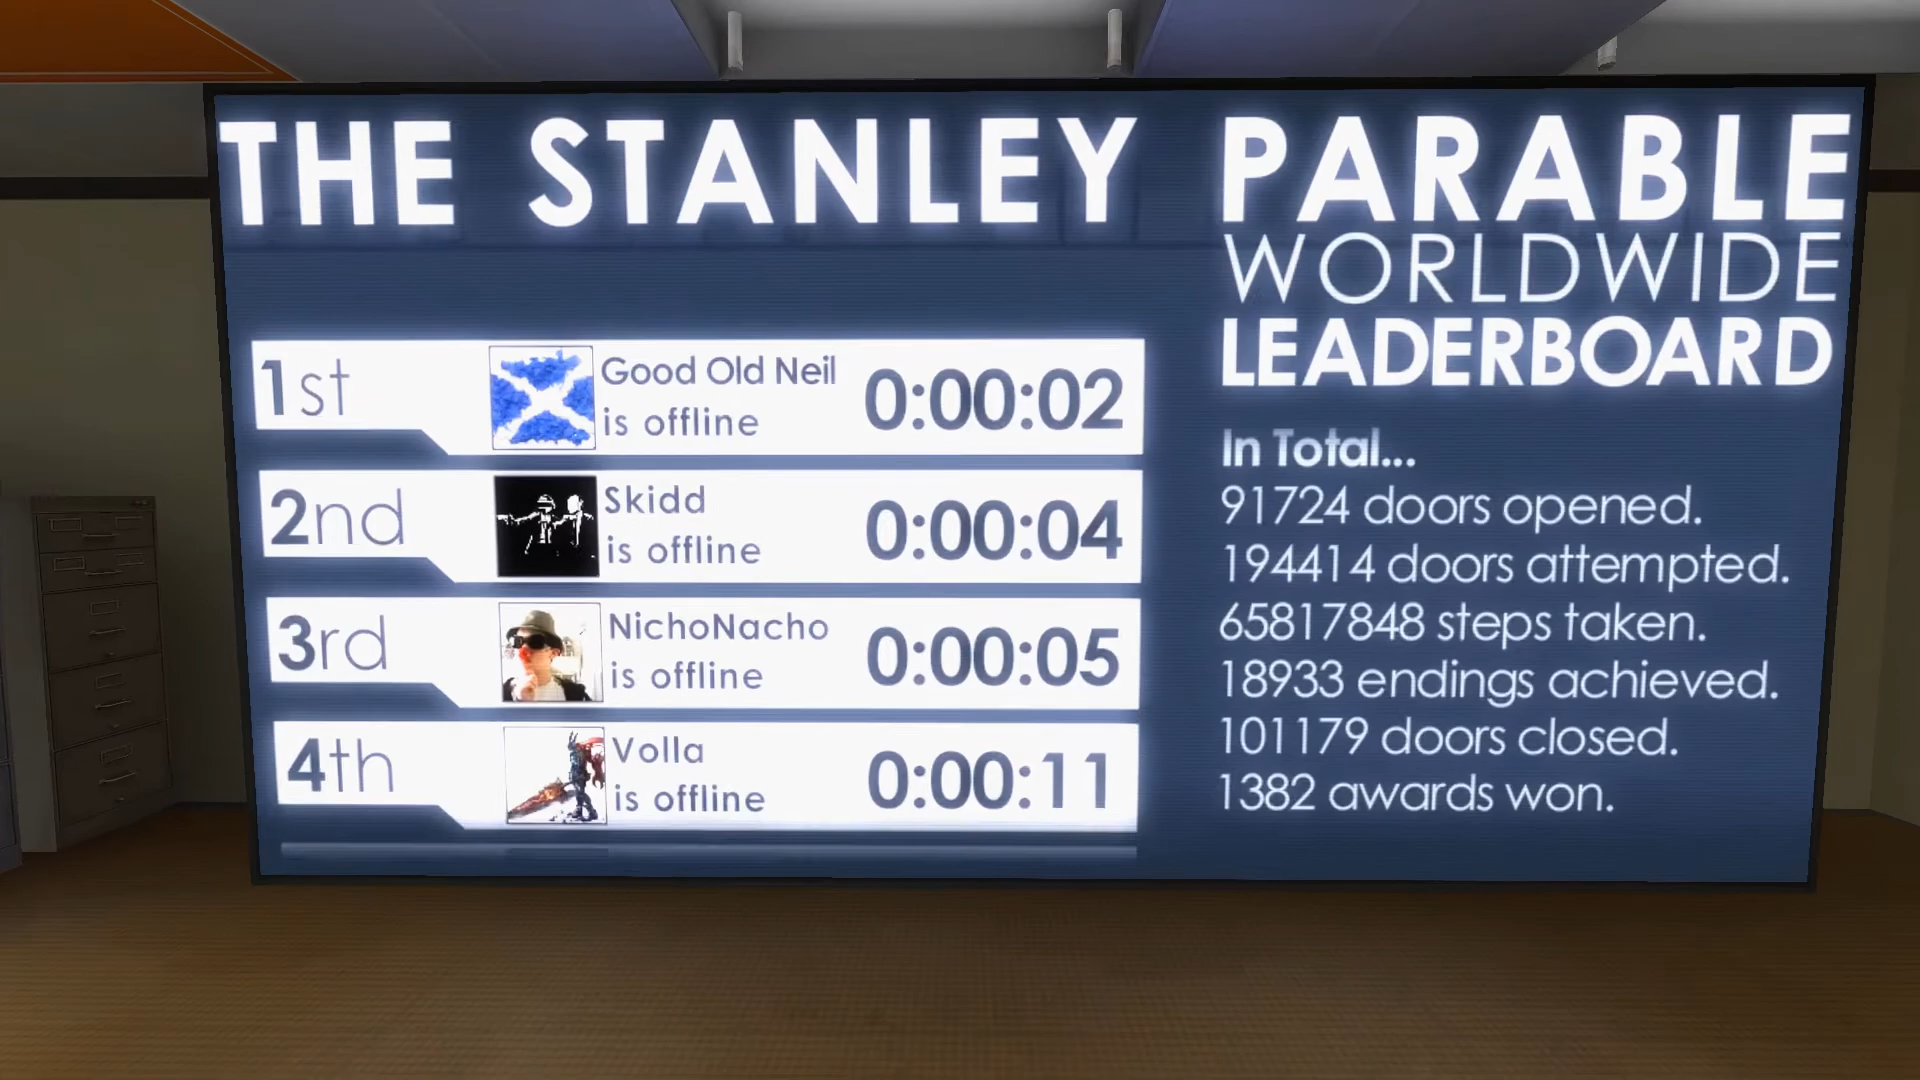 THE STANLEY PARABLE
WORLDWIDE
LEADERBOARD
1st
Good Old Neil
is offline
0:00:02
2nd
Skidd
is offline
0:00:04
3rd
NichoNacho
is offline
0:00:05
4th
Volla
is offline
0:00:11
In Total...
91724 doors opened.
194414 doors attempted.
65817848 steps taken.
18933 endings achieved.
101179 doors closed.
1382 awards won.